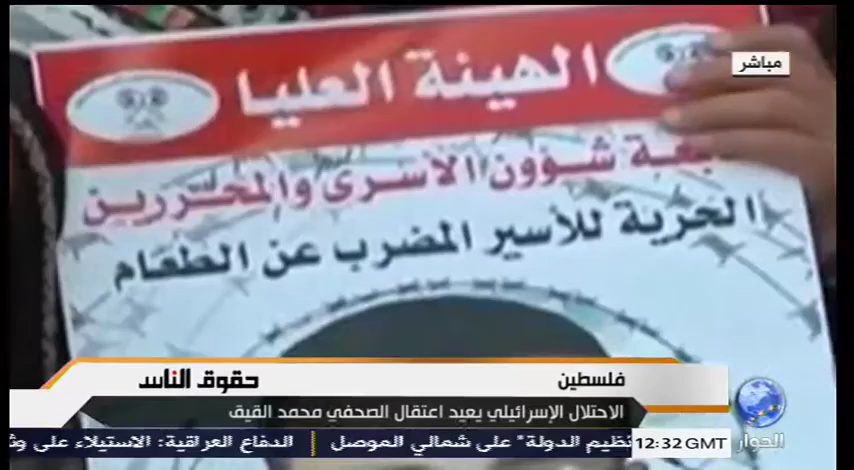 الهيئة العليا
مباشر
شؤون الأسرى والمحررين
الحرية للأسير المضرب عن الطعام
فلسطين
حقوق الناس
الاحتلال الإسرائيلي يعيد اعتقال الصحفي محمد القيق
الدولة" على شمالي الموصل | الدفاع العراقية: الاستيلاء على
12:32 GMT
الحوار